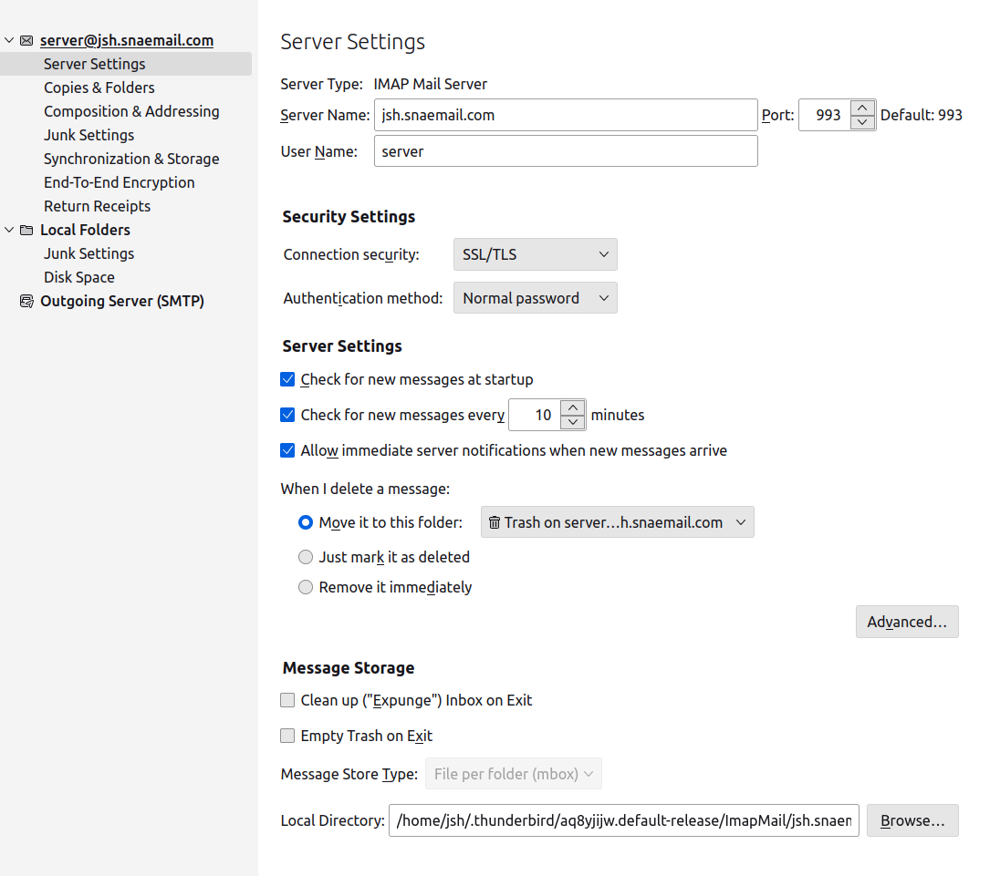 server@jsh.snaemail.com
Server Settings
Copies & Folders
Composition & Addressing
Junk Settings
Synchronization & Storage
End-To-End Encryption
Return Receipts
Local Folders
Junk Settings
Disk Space
Outgoing Server (SMTP)
Server Settings
Server Type: IMAP Mail Server
Server Name: jsh.snaemail.com Port: 993 Default: 993
User Name: server
Security Settings
Connection security: SSL/TLS
Authentication method: Normal password
Server Settings
Check for new messages at startup
Check for new messages every 10 minutes
Allow immediate server notifications when new messages arrive
When I delete a message:
Move it to this folder: Trash on server…h.snaemail.com
Just mark it as deleted
Remove it immediately
Advanced…
Message Storage
Clean up ("Expunge") Inbox on Exit
Empty Trash on Exit
Message Store Type: File per folder (mbox)
Local Directory: /home/jsh/.thunderbird/aq8yjijw.default-release/ImapMail/jsh.snaem Browse…